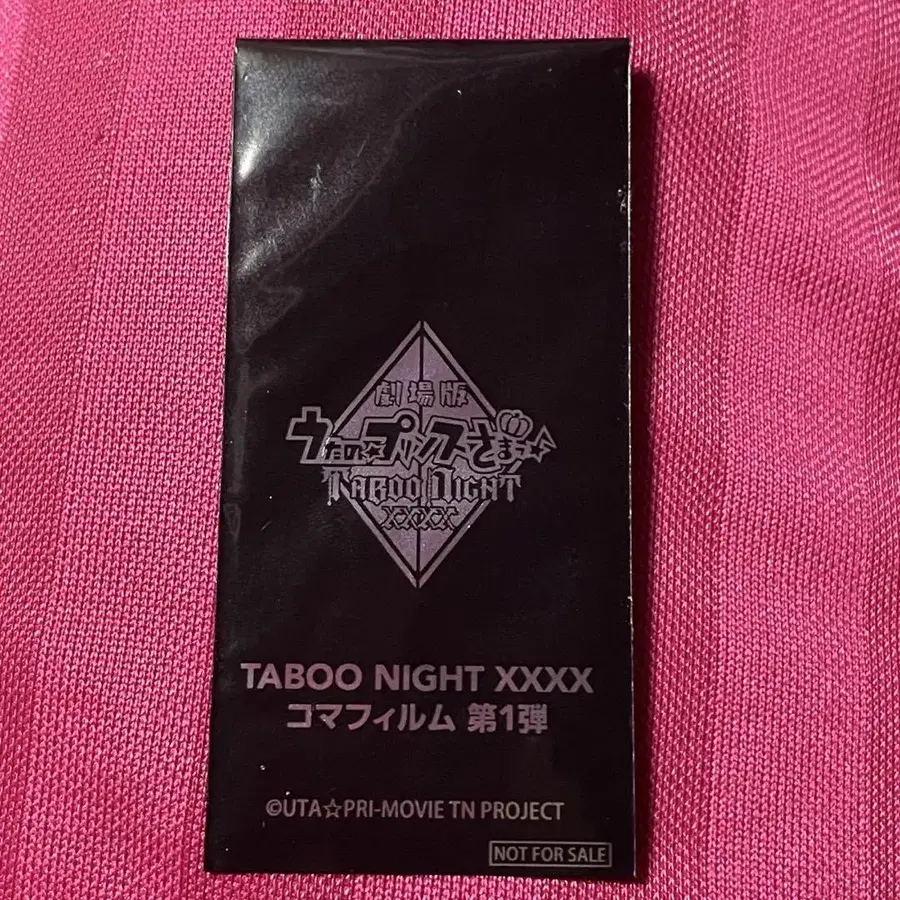 劇場版
うたの☆プリンスさまっ♪
TABOO NIGHT
XXXX
TABOO NIGHT XXXX
コマフィルム 第1弾
©UTA☆PRI-MOVIE TN PROJECT
NOT FOR SALE